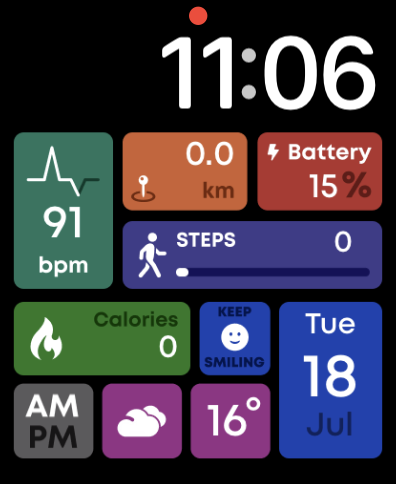 11:06
91
bpm
0.0
km
Battery
15%
STEPS
0
Calories
0
KEEP
SMILING
Tue
18
Jul
AM
PM
16°